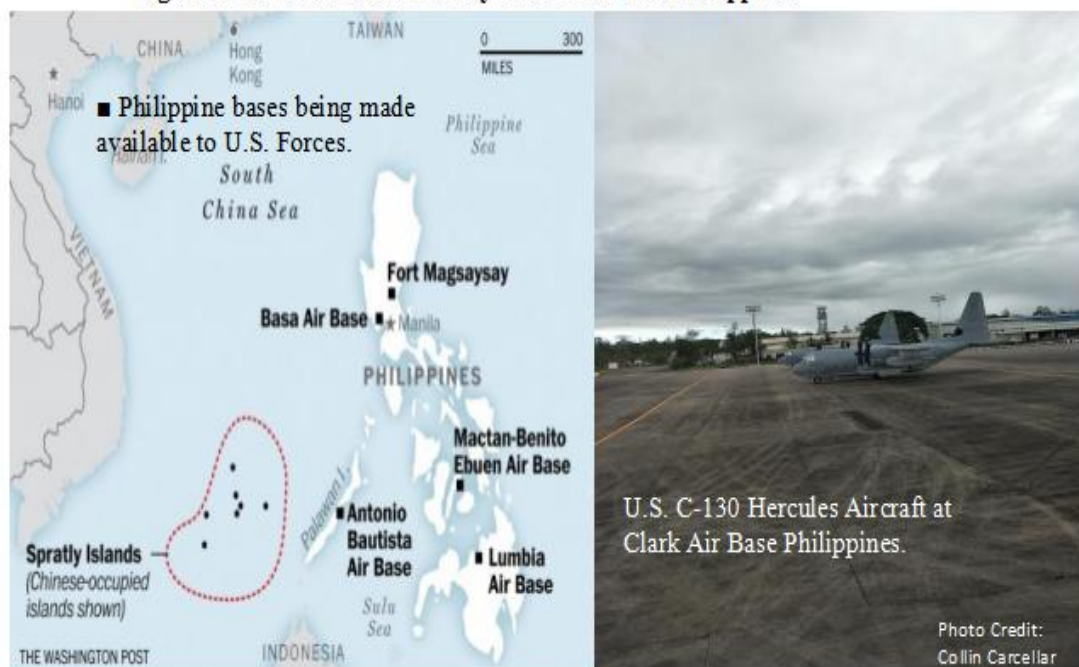 CHINA
TAIWAN
Hong
Kong
0 300
MILES
Hanoi
■ Philippine bases being made
available to U.S. Forces.
Hainan I.
Philippine
Sea
South
China Sea
VIETNAM
Fort Magsaysay
Basa Air Base
Manila
PHILIPPINES
Mactan-Benito
Ebuen Air Base
Palawan I.
Antonio
Bautista
Air Base
Lumbia
Air Base
Spratly Islands
(Chinese-occupied
islands shown)
Sulu
Sea
INDONESIA
THE WASHINGTON POST
U.S. C-130 Hercules Aircraft at
Clark Air Base Philippines.
Photo Credit:
Collin Carcellar